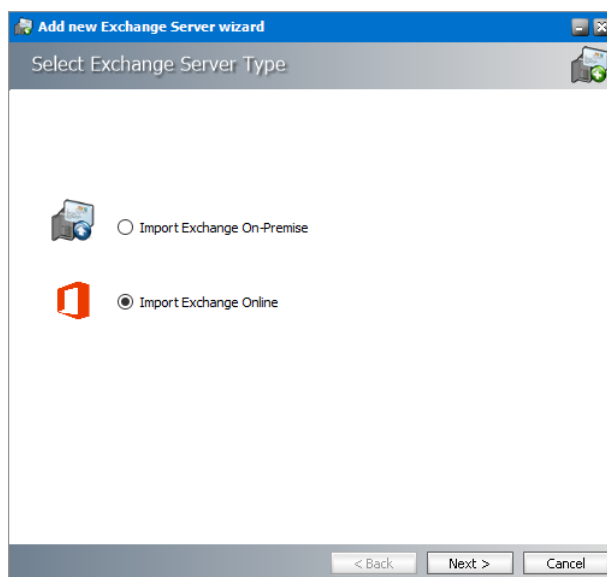 Add new Exchange Server wizard
Select Exchange Server Type
Import Exchange On-Premise
Import Exchange Online
< Back Next > Cancel